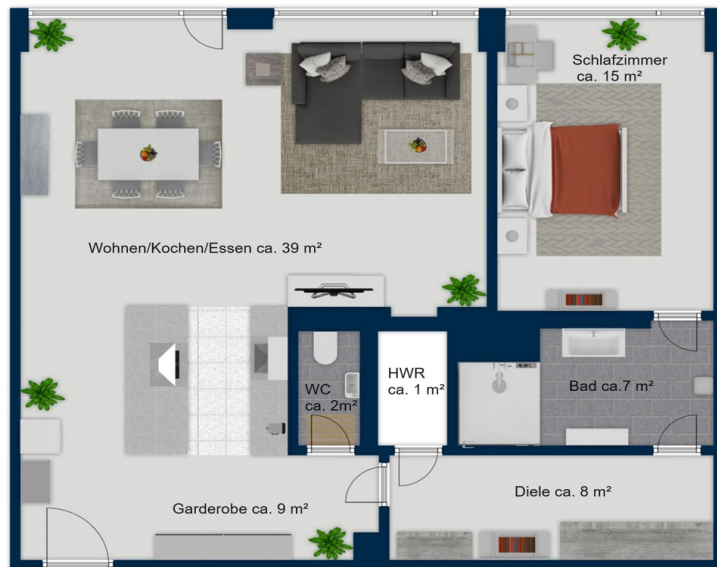 Schlafzimmer
ca. 15 m²
Wohnen/Kochen/Essen ca. 39 m²
WC
ca. 2m²
HWR
ca. 1 m²
Bad ca.7 m²
Garderobe ca. 9 m²
Diele ca. 8 m²